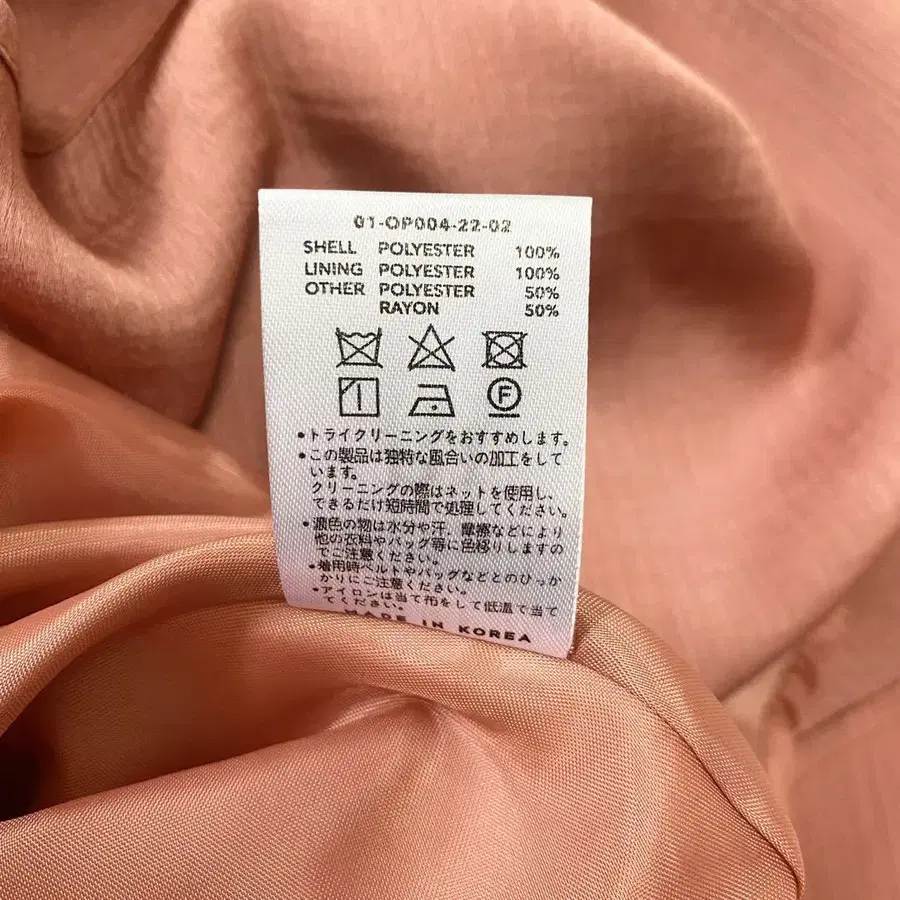 01-OP004-22-02
SHELL POLYESTER 100%
LINING POLYESTER 100%
OTHER POLYESTER 50%
RAYON 50%
F
•トライクリーニングをおすすめします。
•この製品は独特な風合いの加工をして
います。
クリーニングの際はネットを使用し、
できるだけ短時間で処理してください。
•濃色の物は水分や汗、摩擦などにより
他の衣料やバッグ等に色移りしますの
でご注意ください。
•着用時ベルトやバッグなどとのひっか
かりにご注意ください。
•アイロンは当て布をして低温で当て
てください。
MADE IN KOREA